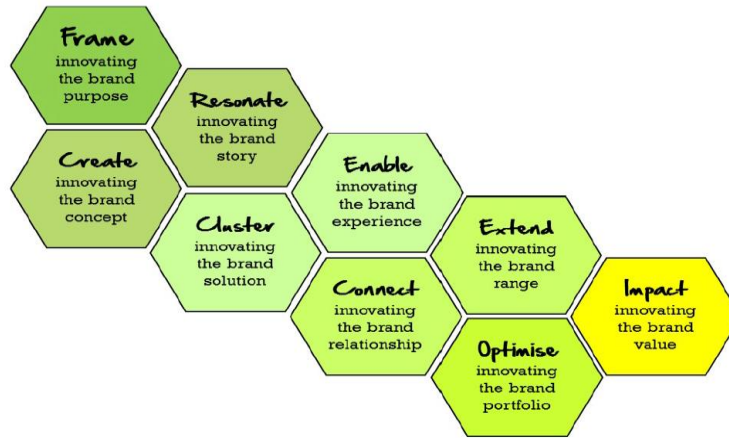 Frame
innovating
the brand
purpose
Resonate
innovating
the brand
story
Create
innovating
the brand
concept
Enable
innovating
the brand
experience
Cluster
innovating
the brand
solution
Extend
innovating
the brand
range
Connect
innovating
the brand
relationship
Impact
innovating
the brand
value
Optimise
innovating
the brand
portfolio